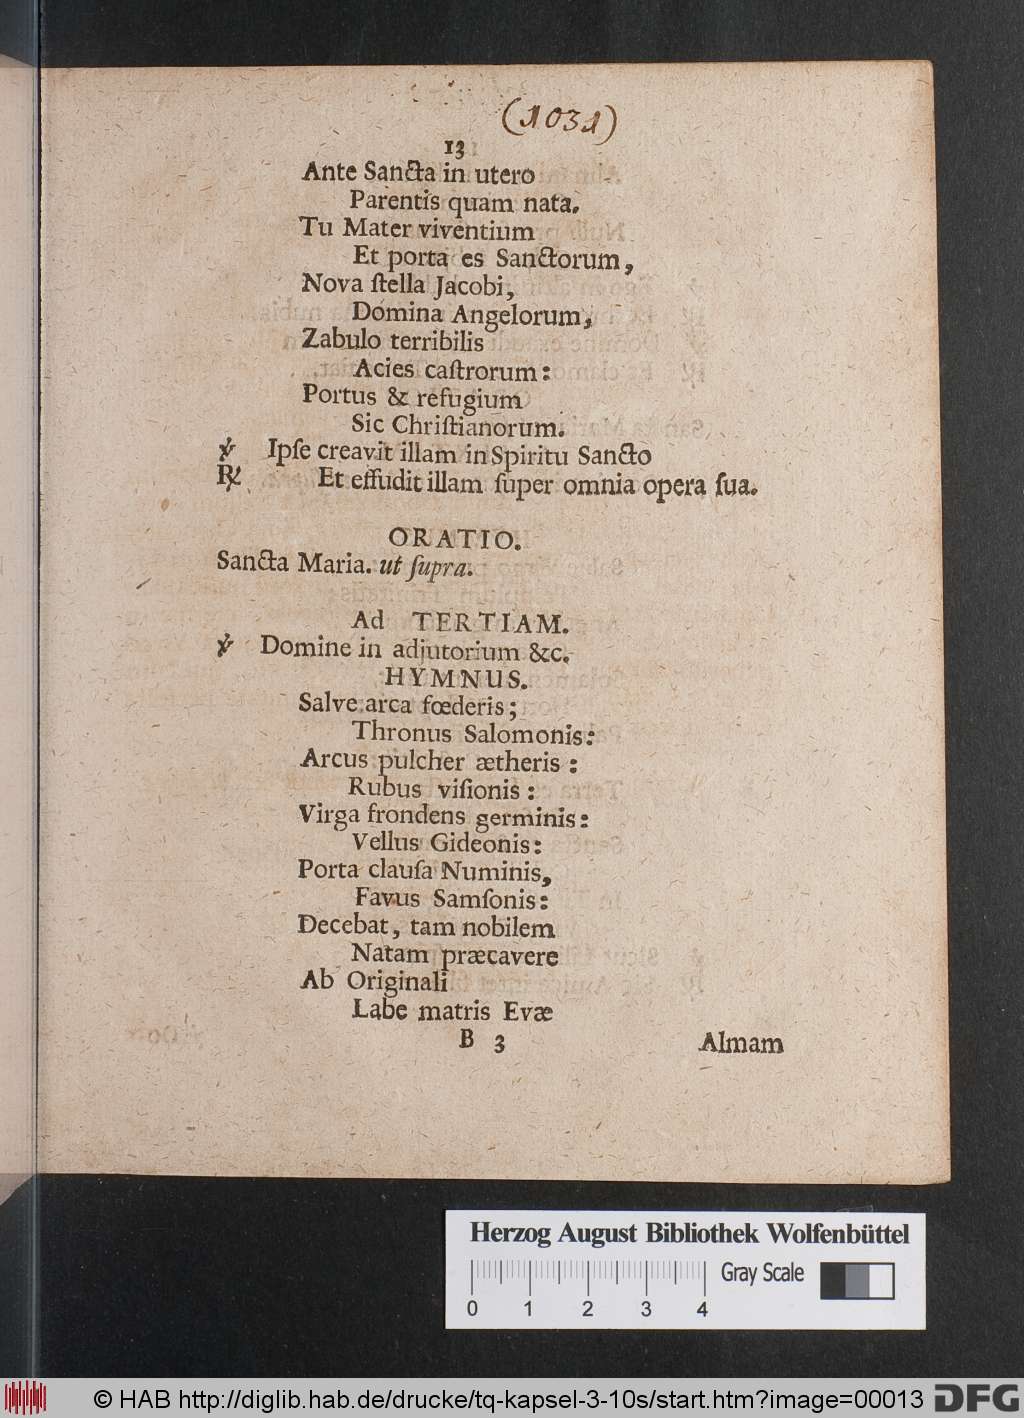 (1031)
13
Ante Sancta in utero
Parentis quam nata.
Tu Mater viventium
Et porta es Sanctorum,
Nova ſtella Jacobi,
Domina Angelorum,
Zabulo terribilis
Acies caſtrorum:
Portus & refugium
Sic Chriſtianorum.
℣ Ipſe creavit illam in Spiritu Sancto
℟ Et effudit illam ſuper omnia opera ſua.
ORATIO.
Sancta Maria. ut ſupra.
Ad TERTIAM.
℣ Domine in adjutorium &c.
HYMNUS.
Salve arca fœderis;
Thronus Salomonis:
Arcus pulcher ætheris:
Rubus viſionis:
Virga frondens germinis:
Vellus Gideonis:
Porta clauſa Numinis,
Favus Samſonis:
Decebat, tam nobilem
Natam præcavere
Ab Originali
Labe matris Evæ
B 3 Almam
Herzog August Bibliothek Wolfenbüttel
Gray Scale
0 1 2 3 4
© HAB http://diglib.hab.de/drucke/tq-kapsel-3-10s/start.htm?image=00013 DFG